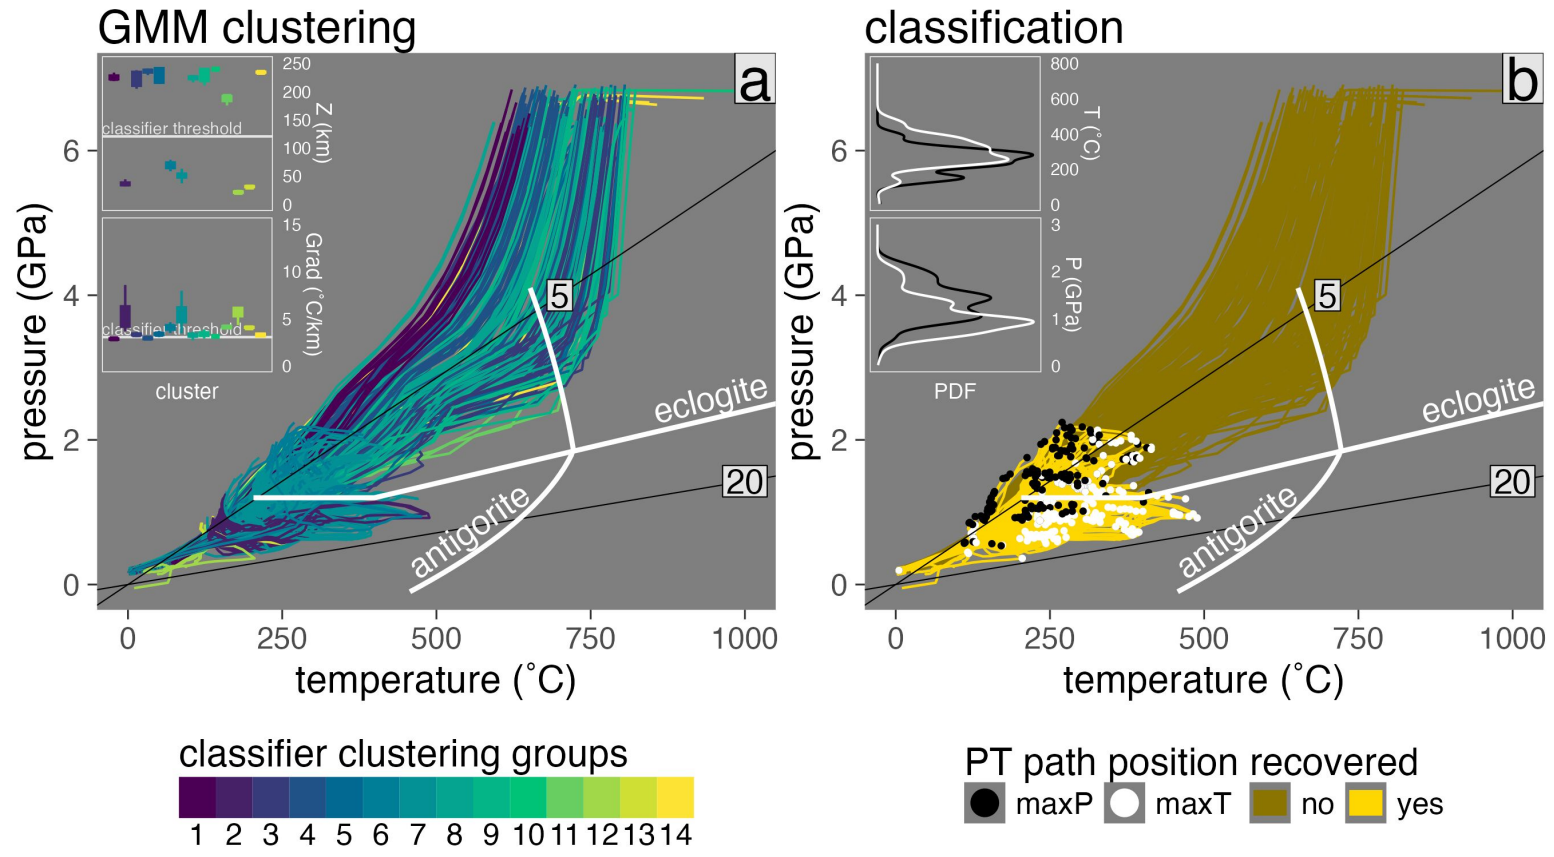 GMM clustering
a
250
200
150
100
50
0
Z (km)
classifier threshold
15
10
5
0
Grad (˚C/km)
classifier threshold
cluster
5
eclogite
20
antigorite
6
4
2
0
pressure (GPa)
0
250
500
750
1000
temperature (˚C)
classification
b
800
600
400
200
0
T (˚C)
3
2
1
0
P (GPa)
PDF
5
eclogite
20
antigorite
6
4
2
0
pressure (GPa)
0
250
500
750
1000
temperature (˚C)
classifier clustering groups
1 2 3 4 5 6 7 8 9 10 11 12 13 14
PT path position recovered
maxP maxT no yes